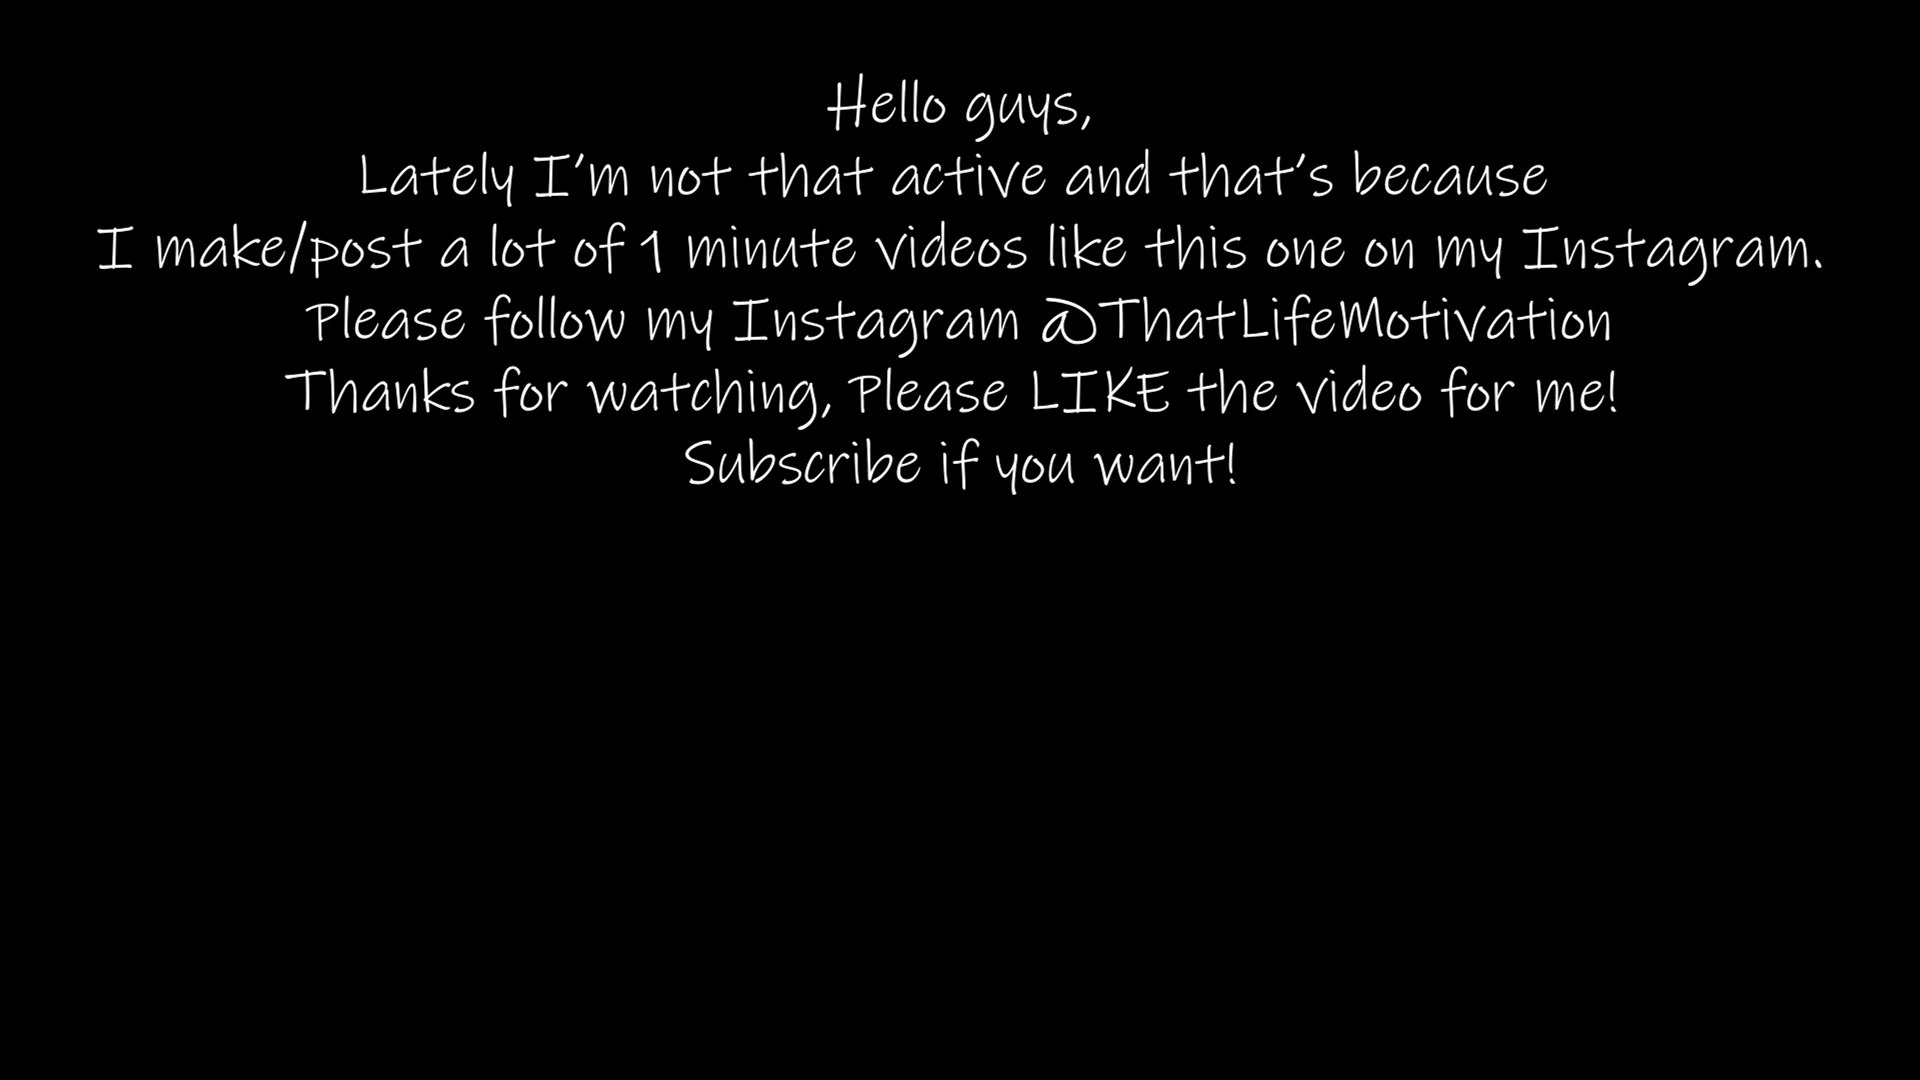 Hello guys,
Lately I'm not that active and that's because
I make/post a lot of 1 minute videos like this one on my Instagram.
Please follow my Instagram @ThatLifeMotivation
Thanks for watching, Please LIKE the video for me!
Subscribe if you want!